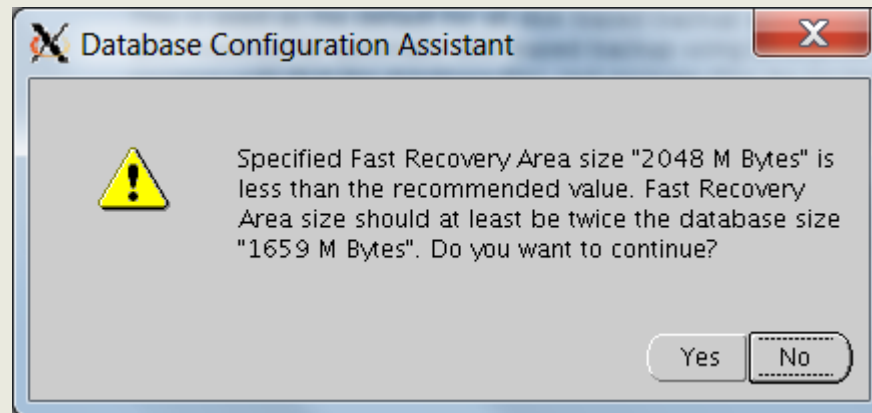 Database Configuration Assistant
Specified Fast Recovery Area size "2048 M Bytes" is
less than the recommended value. Fast Recovery
Area size should at least be twice the database size
"1659 M Bytes". Do you want to continue?
Yes No